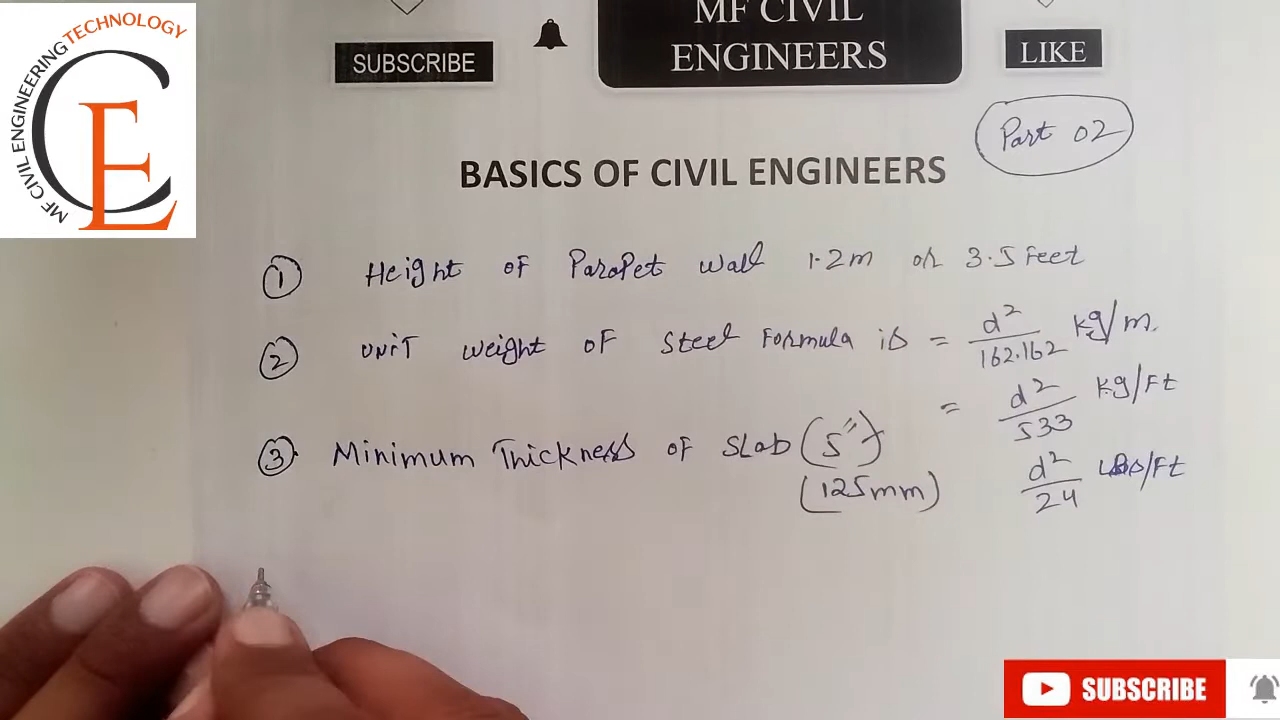 MF CIVIL ENGINEERING TECHNOLOGY
CE
SUBSCRIBE
MF CIVIL
ENGINEERS
LIKE
Part 02
BASICS OF CIVIL ENGINEERS
① Height of Parapet wall 1.2m or 3.5 Feet
② Unit weight of Steel Formula is = d²/162.162 kg/m.
= d²/533 kg/Ft
③ Minimum Thickness of Slab (5")
(125mm)
d²/24 LBs/Ft
SUBSCRIBE